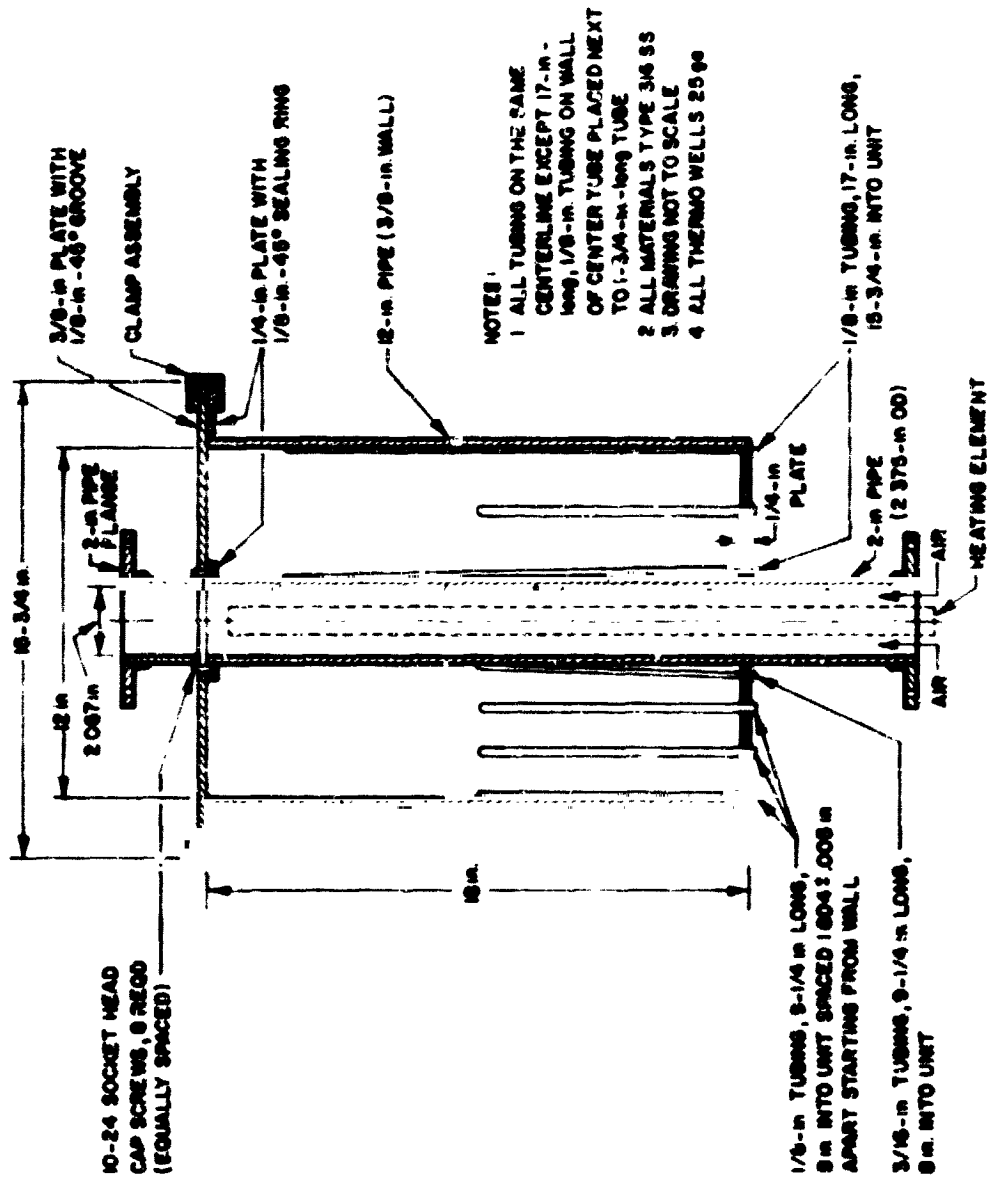 3/8-in PLATE WITH
1/8-in-45° GROOVE
CLAMP ASSEMBLY
1/4-in PLATE WITH
1/8-in-45° SEALING RING
12-in PIPE (3/8-in WALL)
NOTES:
1 ALL TUBING ON THE SAME
CENTERLINE EXCEPT 17-in-
long, 1/8-in TUBING ON WALL
OF CENTER TUBE PLACED NEXT
TO 1-3/4-in-long TUBE
2 ALL MATERIALS TYPE 316 SS
3. DRAWING NOT TO SCALE
4 ALL THERMO WELLS 25 ga
1/8-in TUBING, 17-in LONG,
15-3/4-in INTO UNIT
16-3/4 in
12 in
2 067 in
2-in PIPE
FLANGE
1/4-in
PLATE
2-in PIPE
(2 375-in OD)
AIR
AIR
HEATING ELEMENT
in.
10-24 SOCKET HEAD
CAP SCREWS, 8 REQD
(EQUALLY SPACED)
1/8-in TUBING, 9-1/4 in LONG,
8 in INTO UNIT SPACED 1 604 ± .005 in
APART STARTING FROM WALL
3/16-in TUBING, 9-1/4 in LONG,
8 in. INTO UNIT